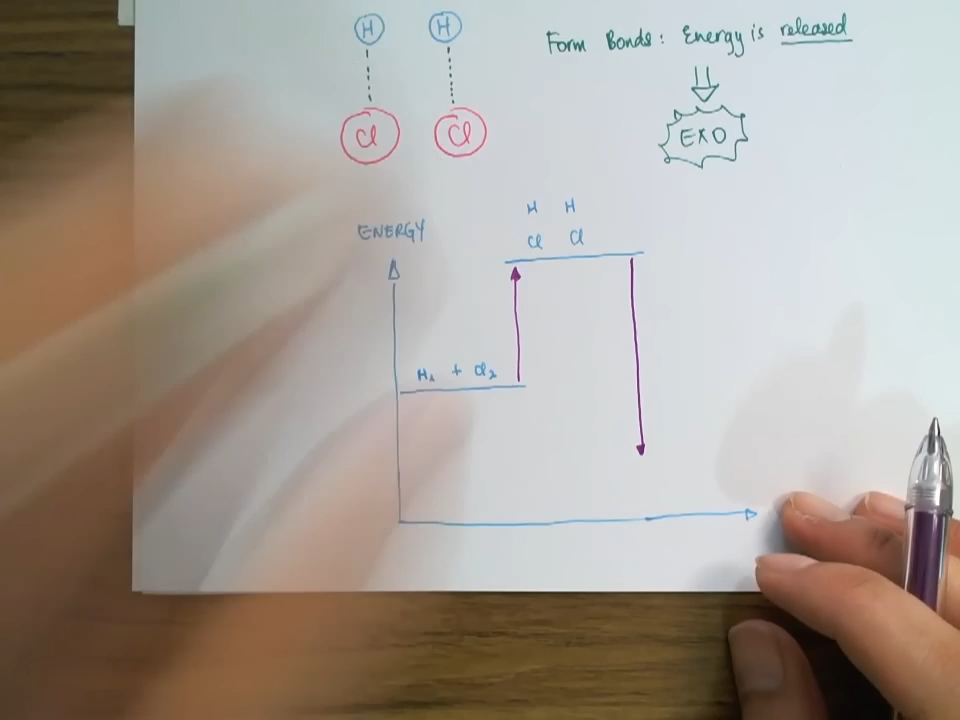 H H
Cl Cl
Form Bonds: Energy is released
EXO
ENERGY
H H
Cl Cl
H₂ + Cl₂